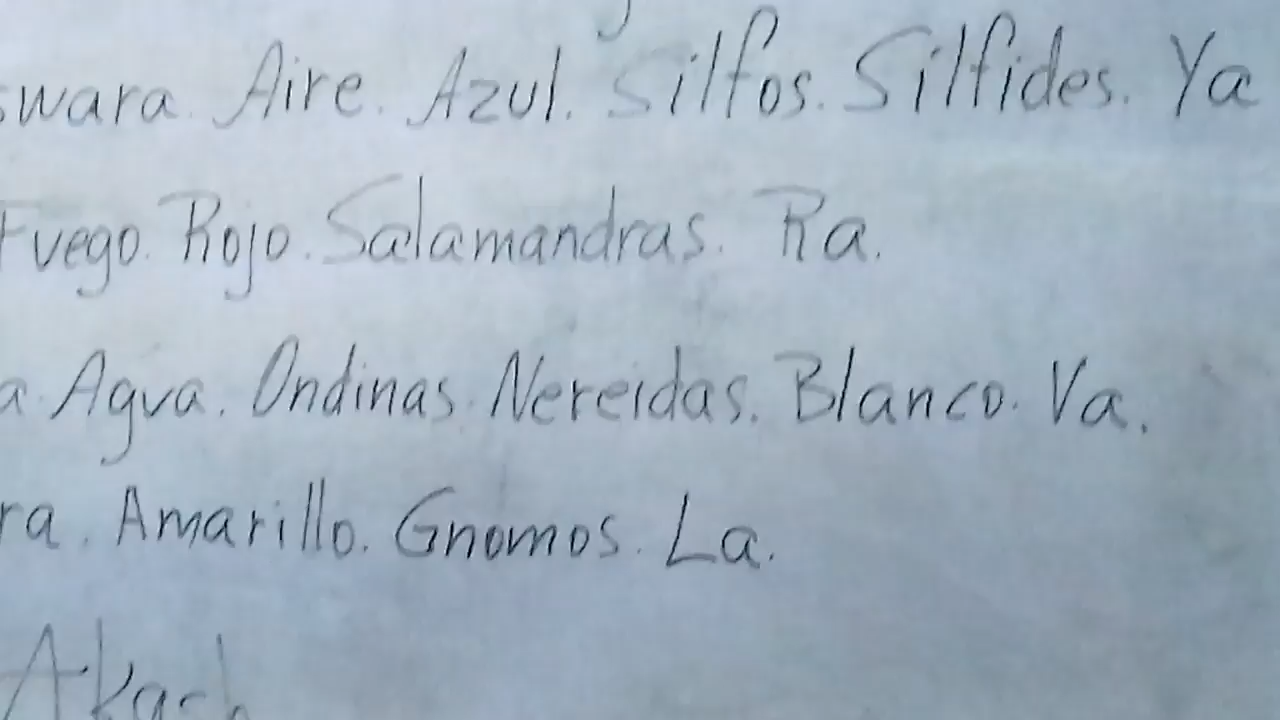 swara. Aire. Azul. Silfos. Silfides. Ya
Fuego. Rojo. Salamandras. Ra.
a. Agua. Ondinas. Nereidas. Blanco. Va.
ra. Amarillo. Gnomos. La.
Akash